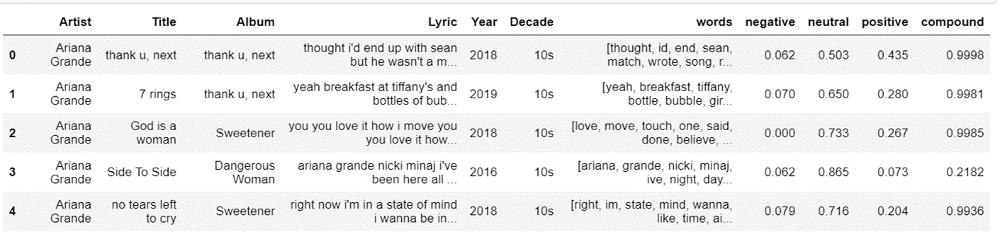 Artist Title Album Lyric Year Decade words negative neutral positive compound
0 Ariana Grande thank u, next thank u, next thought i'd end up with sean but he wasn't a m... 2018 10s [thought, id, end, sean, match, wrote, song, r... 0.062 0.503 0.435 0.9998
1 Ariana Grande 7 rings thank u, next yeah breakfast at tiffany's and bottles of bub... 2019 10s [yeah, breakfast, tiffany, bottle, bubble, gir... 0.070 0.650 0.280 0.9981
2 Ariana Grande God is a woman Sweetener you you love it how i move you you love it how... 2018 10s [love, move, touch, one, said, done, believe, ... 0.000 0.733 0.267 0.9985
3 Ariana Grande Side To Side Dangerous Woman ariana grande nicki minaj i've been here all ... 2016 10s [ariana, grande, nicki, minaj, ive, night, day... 0.062 0.865 0.073 0.2182
4 Ariana Grande no tears left to cry Sweetener right now i'm in a state of mind i wanna be in... 2018 10s [right, im, state, mind, wanna, like, time, ai... 0.079 0.716 0.204 0.9936